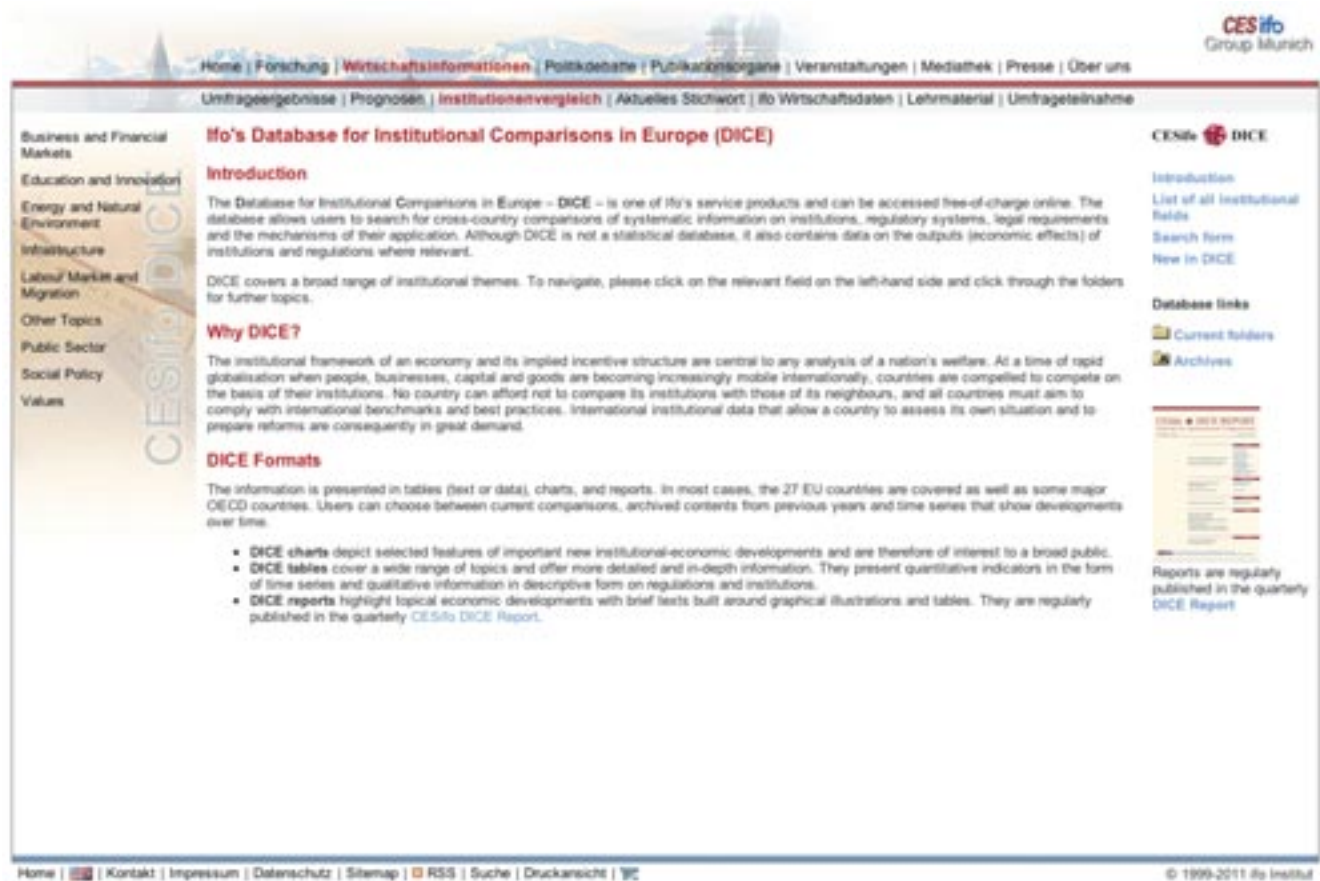 CESifo
Group Munich
Home | Forschung | Wirtschaftsinformationen | Politikdebatte | Publikationsorgane | Veranstaltungen | Mediathek | Presse | Über uns
Umfrageergebnisse | Prognosen | Institutionenvergleich | Aktuelles Stichwort | ifo Wirtschaftsdaten | Lehrmaterial | Umfrageteilnahme
Business and Financial
Markets
Education and Innovation
Energy and Natural
Environment
Infrastructure
Labour Market and
Migration
Other Topics
Public Sector
Social Policy
Values
CESifo DICE
Ifo's Database for Institutional Comparisons in Europe (DICE)
Introduction
The Database for Institutional Comparisons in Europe – DICE – is one of Ifo's service products and can be accessed free-of-charge online. The
database allows users to search for cross-country comparisons of systematic information on institutions, regulatory systems, legal requirements
and the mechanisms of their application. Although DICE is not a statistical database, it also contains data on the outputs (economic effects) of
institutions and regulations where relevant.
DICE covers a broad range of institutional themes. To navigate, please click on the relevant field on the left-hand side and click through the folders
for further topics.
Why DICE?
The institutional framework of an economy and its implied incentive structure are central to any analysis of a nation's welfare. At a time of rapid
globalisation when people, businesses, capital and goods are becoming increasingly mobile internationally, countries are compelled to compete on
the basis of their institutions. No country can afford not to compare its institutions with those of its neighbours, and all countries must aim to
comply with international benchmarks and best practices. International institutional data that allow a country to assess its own situation and to
prepare reforms are consequently in great demand.
DICE Formats
The information is presented in tables (text or data), charts, and reports. In most cases, the 27 EU countries are covered as well as some major
OECD countries. Users can choose between current comparisons, archived contents from previous years and time series that show developments
over time.
• DICE charts depict selected features of important new institutional-economic developments and are therefore of interest to a broad public.
• DICE tables cover a wide range of topics and offer more detailed and in-depth information. They present quantitative indicators in the form
of time series and qualitative information in descriptive form on regulations and institutions.
• DICE reports highlight topical economic developments with brief texts built around graphical illustrations and tables. They are regularly
published in the quarterly CESifo DICE Report.
CESifo DICE
Introduction
List of all institutional
fields
Search form
New in DICE
Database links
Current folders
Archives
CESifo DICE REPORT
Reports are regularly
published in the quarterly
DICE Report
Home | Kontakt | Impressum | Datenschutz | Sitemap | RSS | Suche | Druckansicht |
© 1999-2011 ifo Institut